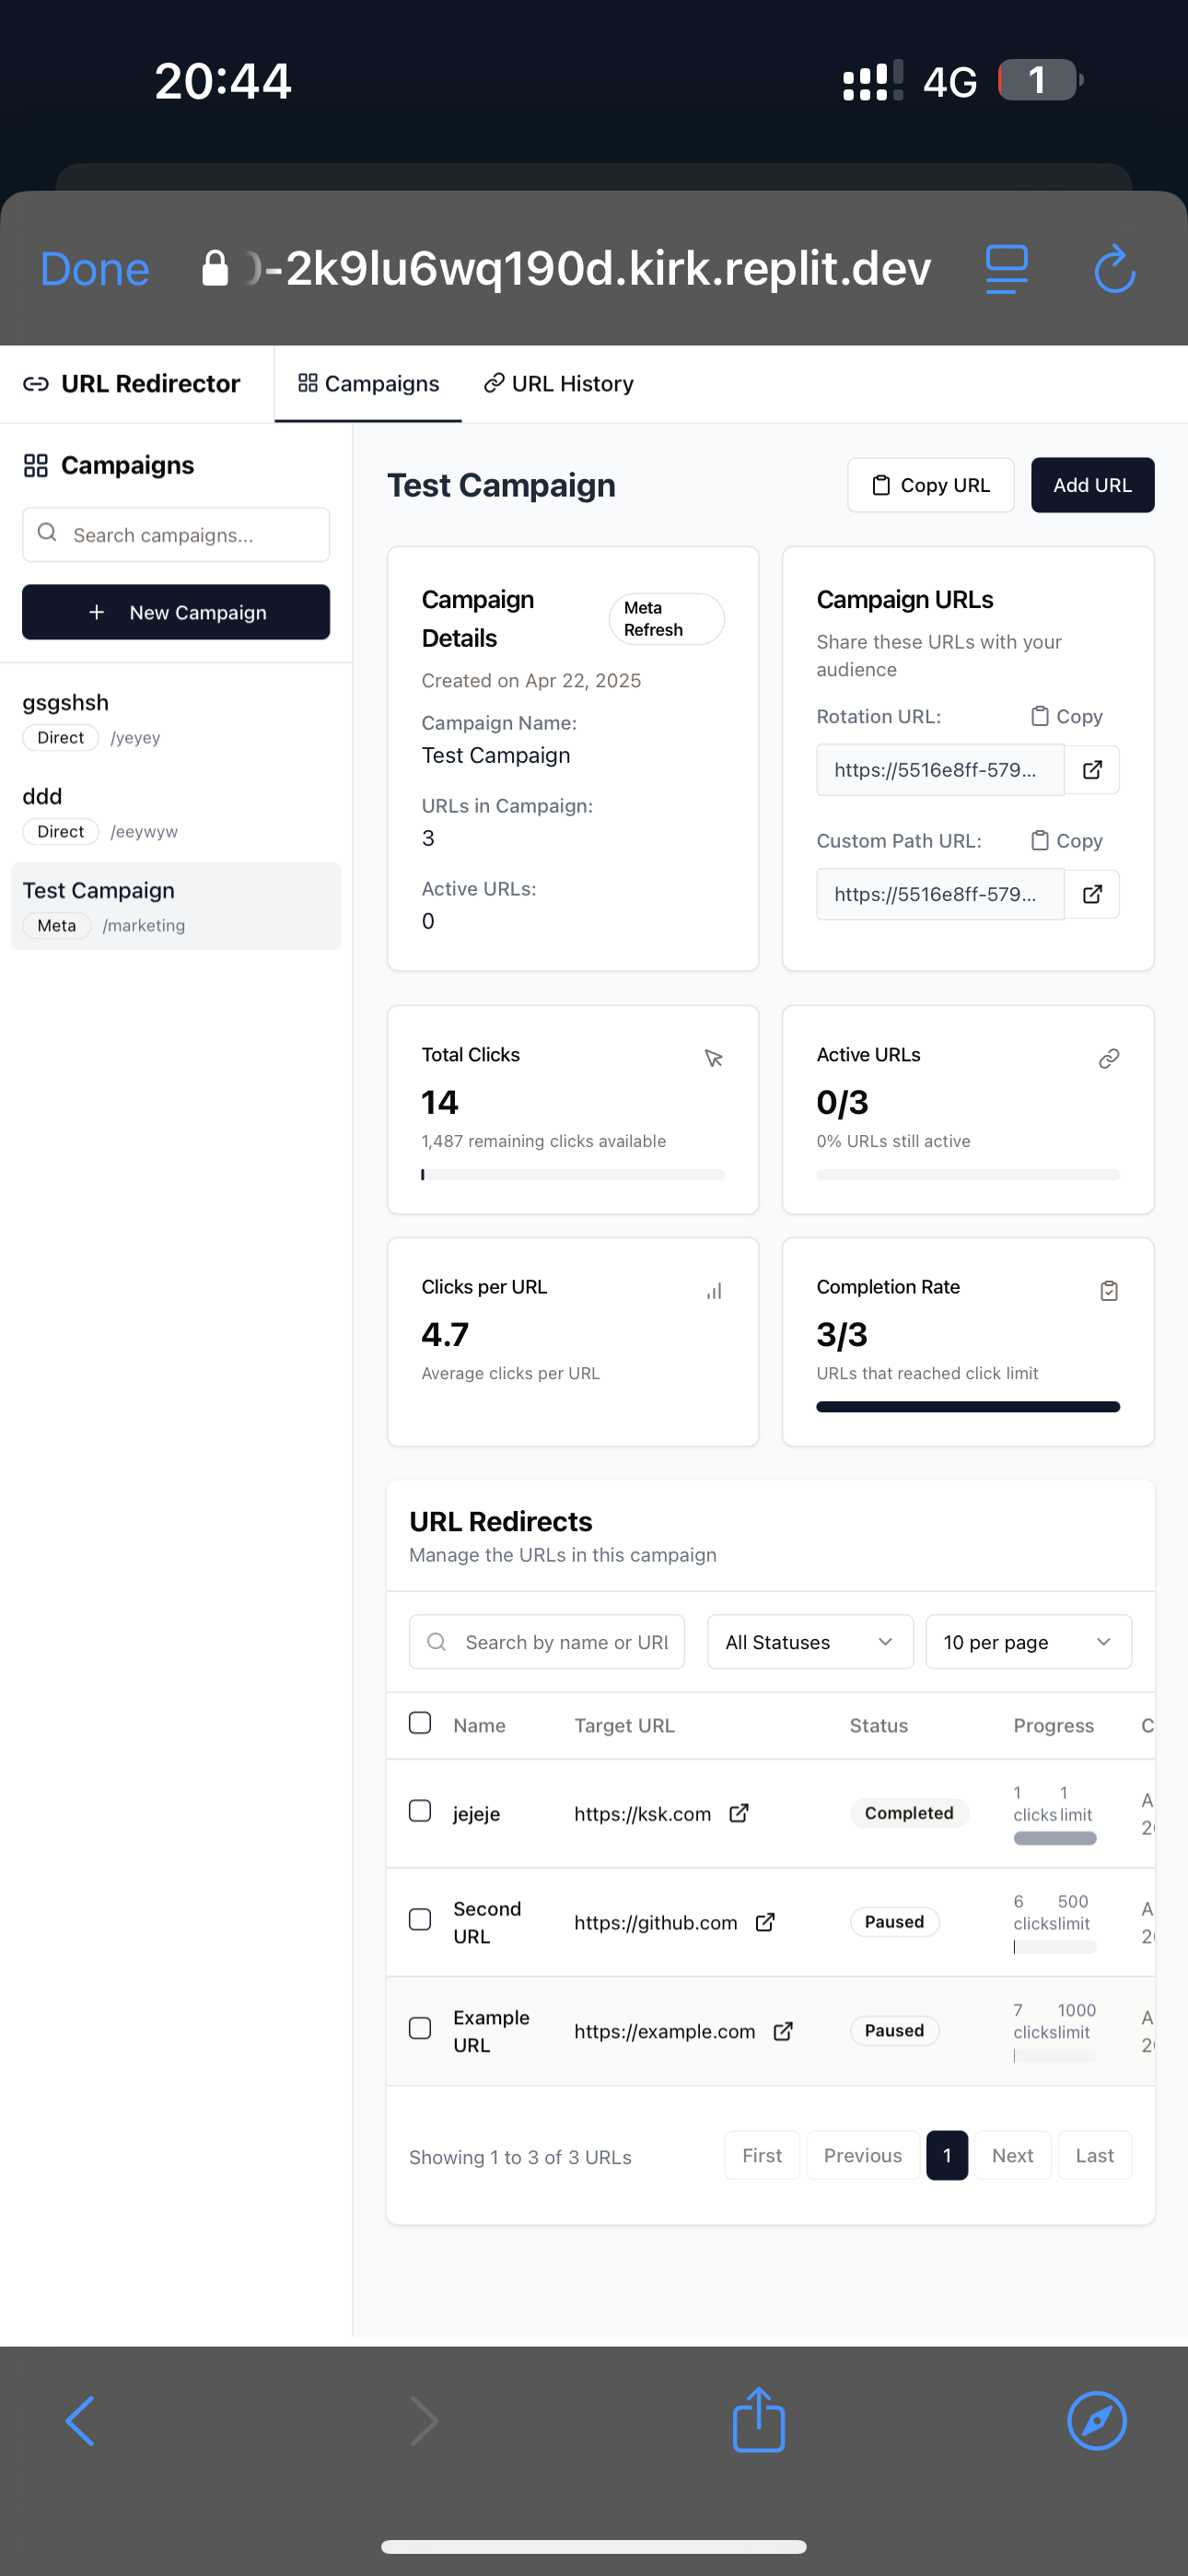 20:44
4G
1
Done
-2k9lu6wq190d.kirk.replit.dev
URL Redirector
Campaigns
URL History
Campaigns
Search campaigns...
+ New Campaign
gsgshsh
Direct /yeyey
ddd
Direct /eeywyw
Test Campaign
Meta /marketing
Test Campaign
Copy URL
Add URL
Campaign
Details
Meta
Refresh
Created on Apr 22, 2025
Campaign Name:
Test Campaign
URLs in Campaign:
3
Active URLs:
0
Campaign URLs
Share these URLs with your
audience
Rotation URL:
Copy
https://5516e8ff-579...
Custom Path URL:
Copy
https://5516e8ff-579...
Total Clicks
14
1,487 remaining clicks available
Active URLs
0/3
0% URLs still active
Clicks per URL
4.7
Average clicks per URL
Completion Rate
3/3
URLs that reached click limit
URL Redirects
Manage the URLs in this campaign
Search by name or URL
All Statuses
10 per page
Name Target URL Status Progress C
jejeje https://ksk.com Completed
1 1
clicks limit
A
20
Second
URL
https://github.com Paused
6 500
clicks limit
A
20
Example
URL
https://example.com Paused
7 1000
clicks limit
A
20
Showing 1 to 3 of 3 URLs
First Previous 1 Next Last